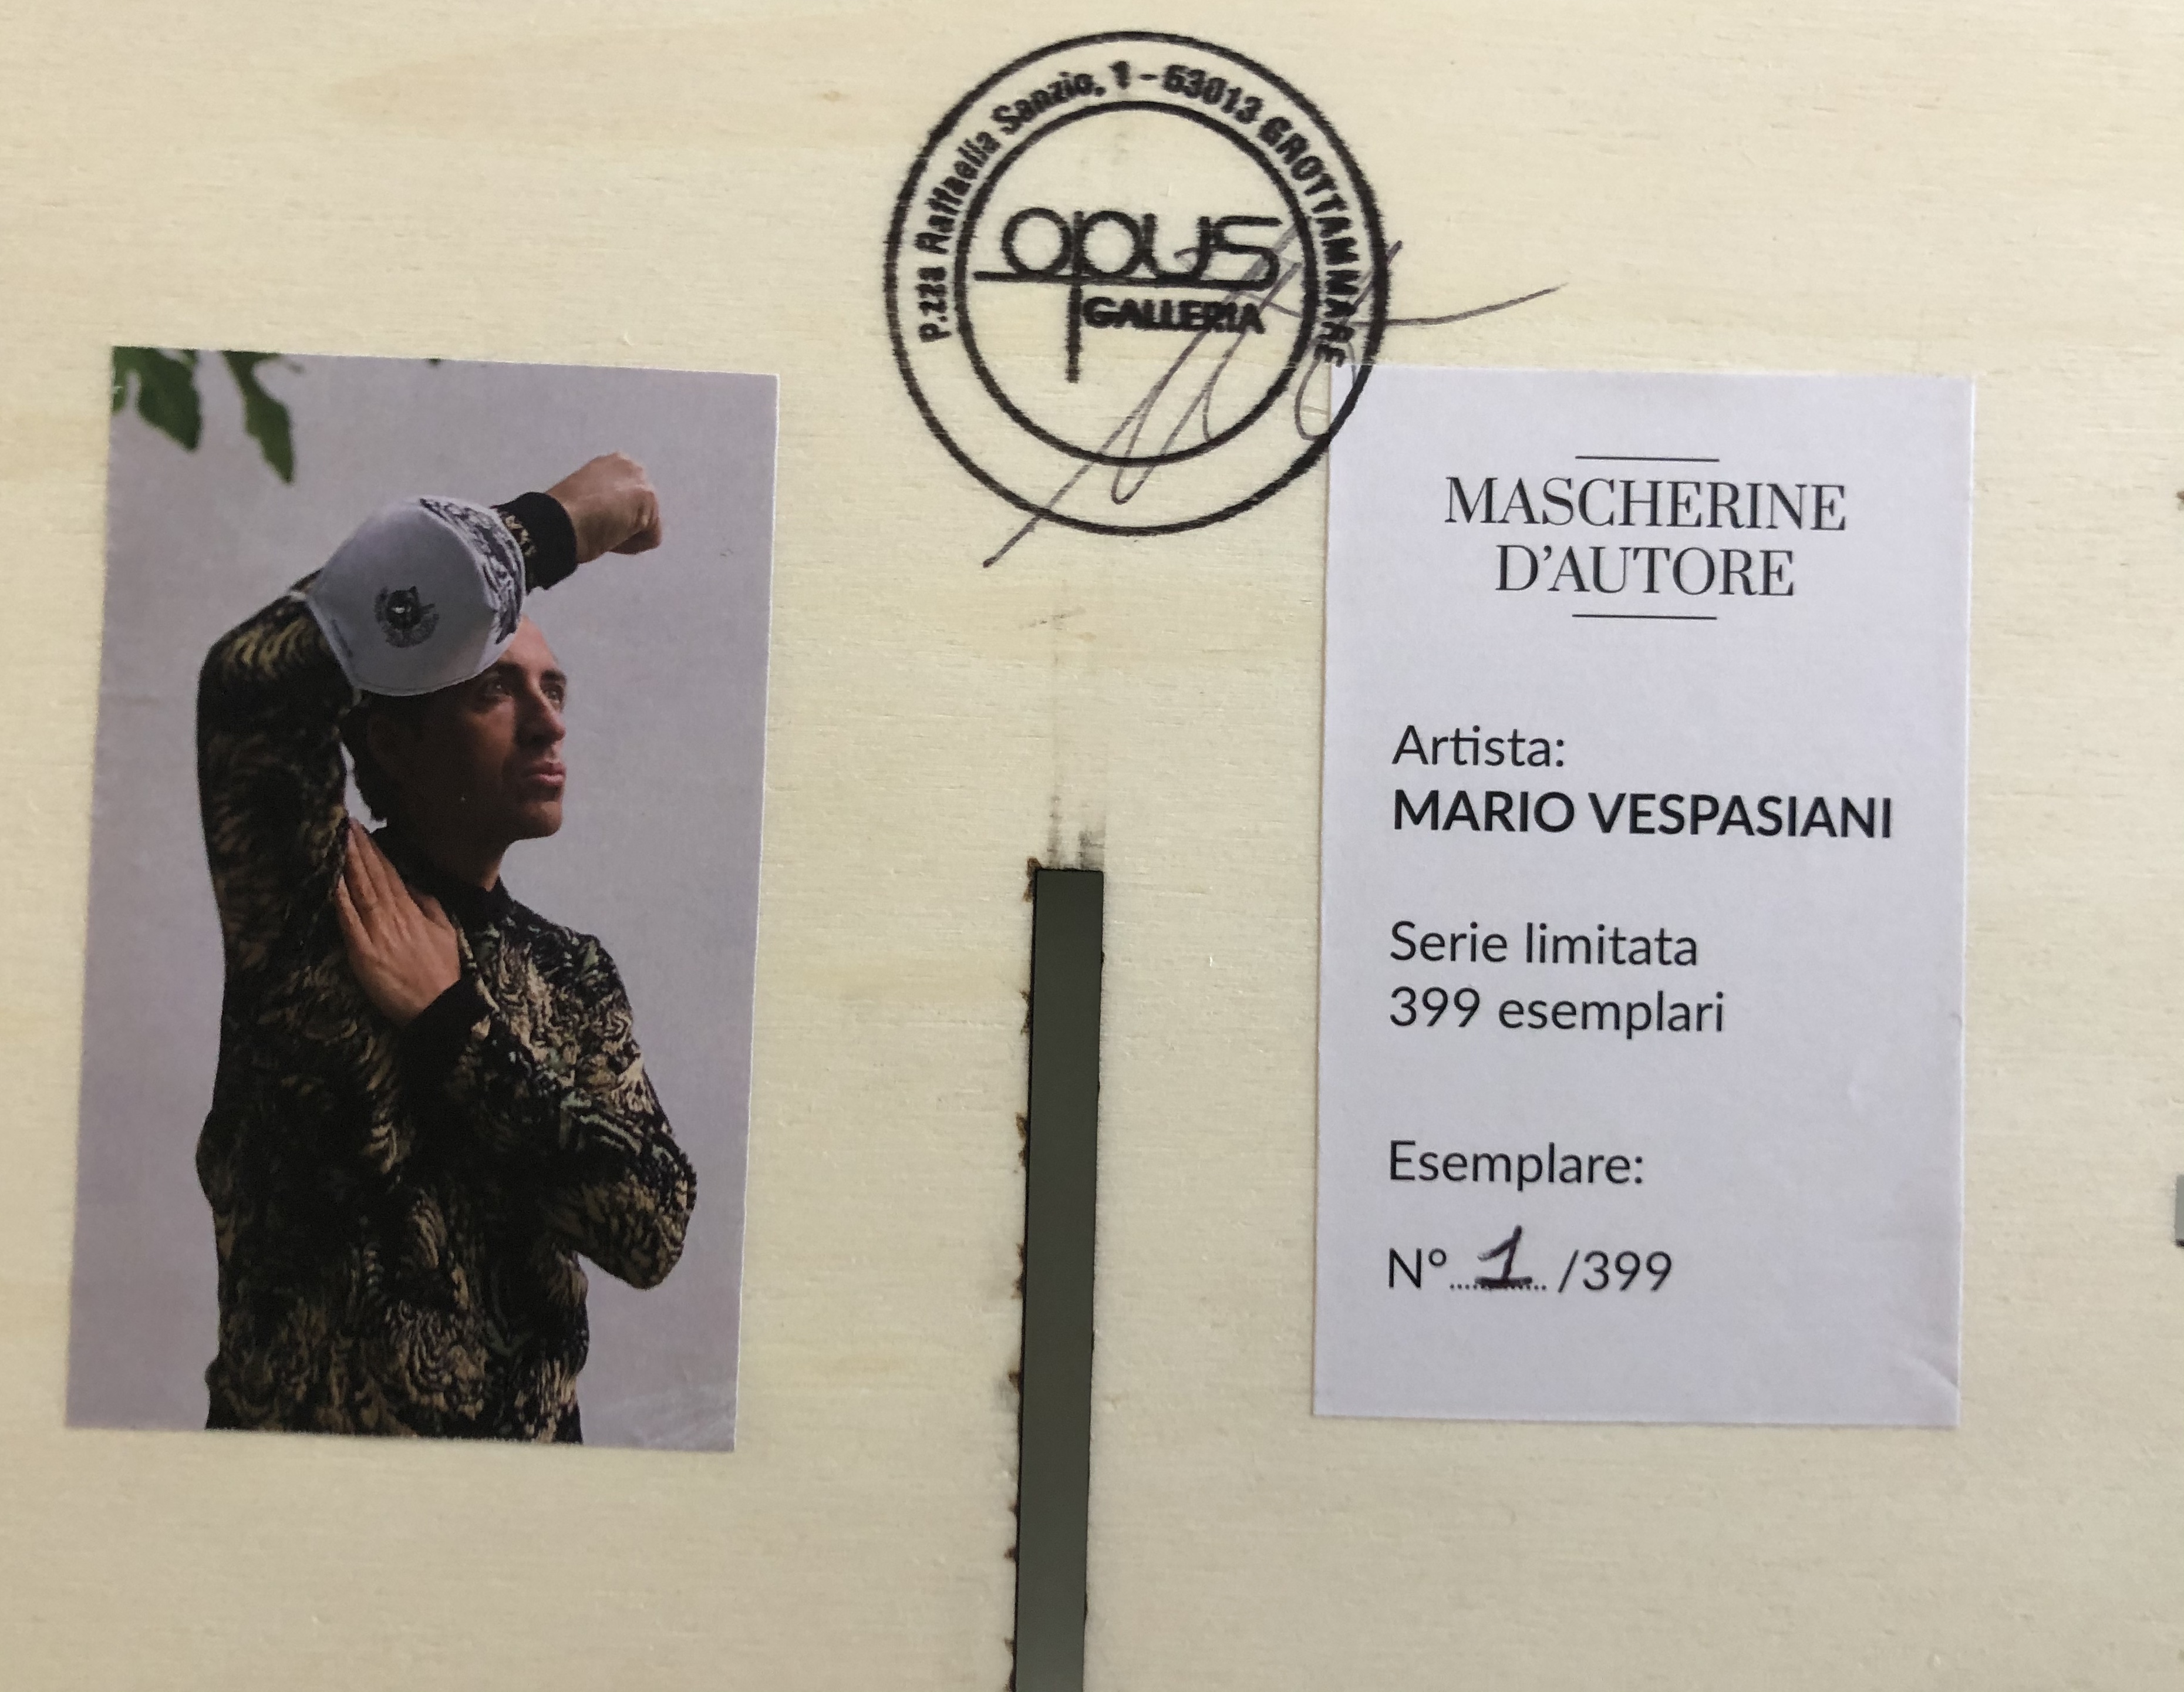 P.zza Raffaella Sanzio, 1 - 63013 GROTTAMMARE
opus
GALLERIA
MASCHERINE
D'AUTORE
Artista:
MARIO VESPASIANI
Serie limitata
399 esemplari
Esemplare:
N° 1 /399